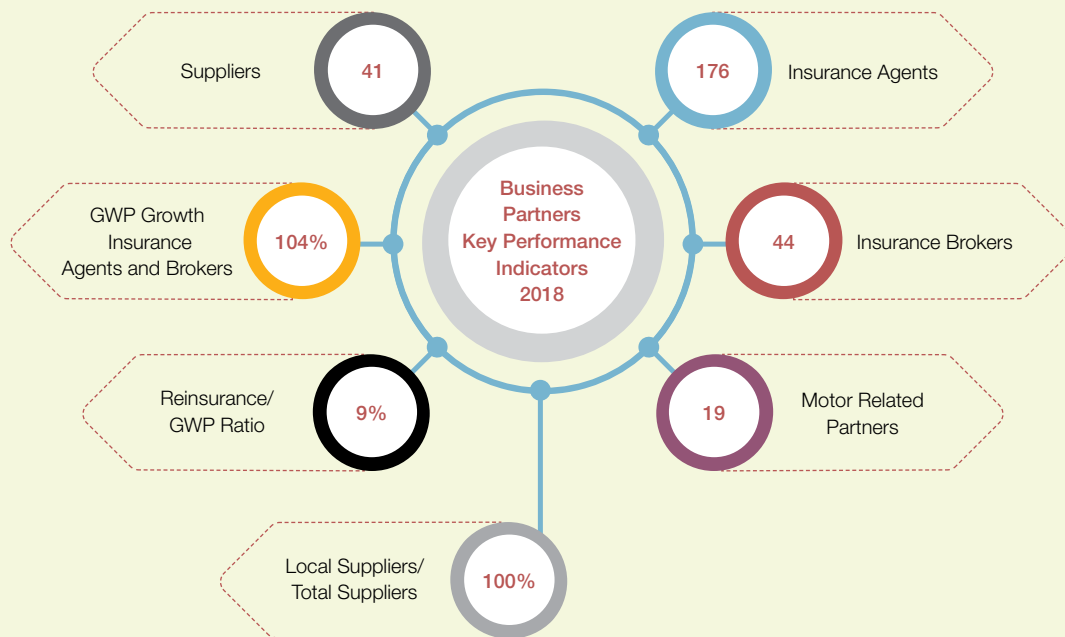 Suppliers
41
176
Insurance Agents
Business
Partners
Key Performance
Indicators
2018
GWP Growth
Insurance
Agents and Brokers
104%
44
Insurance Brokers
Reinsurance/
GWP Ratio
9%
19
Motor Related
Partners
Local Suppliers/
Total Suppliers
100%